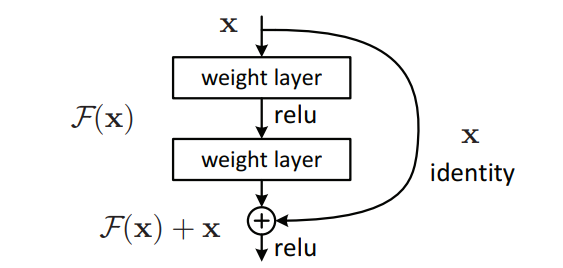 x
weight layer
F(x)
relu
x
weight layer
identity
F(x) + x
+
relu